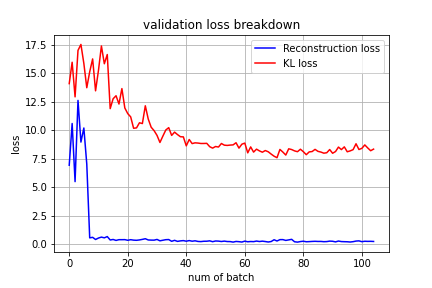 validation loss breakdown
Reconstruction loss
KL loss
17.5
15.0
12.5
10.0
7.5
5.0
2.5
0.0
loss
0 20 40 60 80 100
num of batch